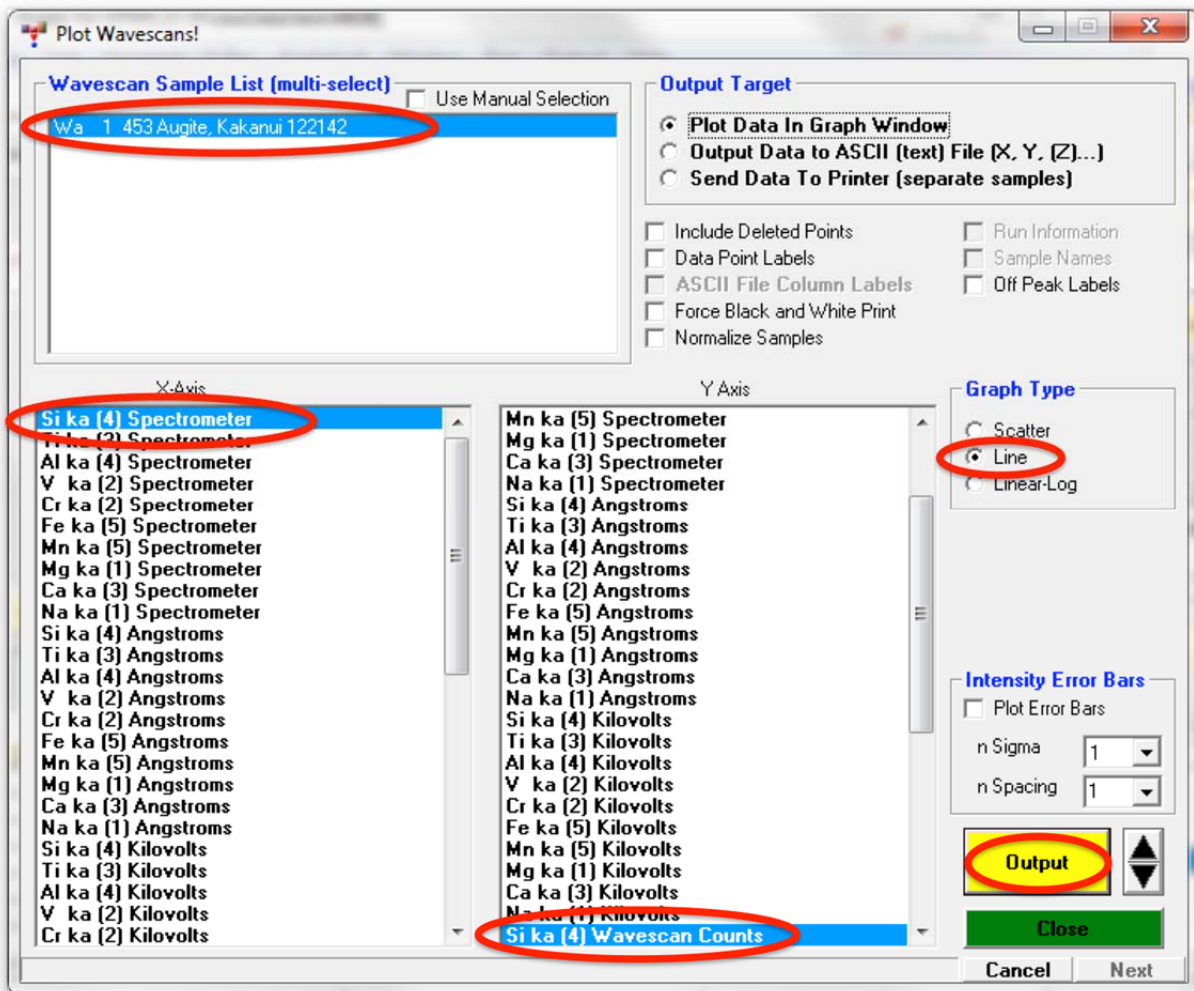 Plot Wavescans!
Wavescan Sample List (multi-select)
Use Manual Selection
Wa 1 453 Augite, Kakanui 122142
Output Target
Plot Data In Graph Window
Output Data to ASCII (text) File (X, Y, (Z)...)
Send Data To Printer (separate samples)
Include Deleted Points
Data Point Labels
ASCII File Column Labels
Force Black and White Print
Normalize Samples
Run Information
Sample Names
Off Peak Labels
X-Axis
Si ka (4) Spectrometer
Ti ka (3) Spectrometer
Al ka (4) Spectrometer
V ka (2) Spectrometer
Cr ka (2) Spectrometer
Fe ka (5) Spectrometer
Mn ka (5) Spectrometer
Mg ka (1) Spectrometer
Ca ka (3) Spectrometer
Na ka (1) Spectrometer
Si ka (4) Angstroms
Ti ka (3) Angstroms
Al ka (4) Angstroms
V ka (2) Angstroms
Cr ka (2) Angstroms
Fe ka (5) Angstroms
Mn ka (5) Angstroms
Mg ka (1) Angstroms
Ca ka (3) Angstroms
Na ka (1) Angstroms
Si ka (4) Kilovolts
Ti ka (3) Kilovolts
Al ka (4) Kilovolts
V ka (2) Kilovolts
Cr ka (2) Kilovolts
Y Axis
Mn ka (5) Spectrometer
Mg ka (1) Spectrometer
Ca ka (3) Spectrometer
Na ka (1) Spectrometer
Si ka (4) Angstroms
Ti ka (3) Angstroms
Al ka (4) Angstroms
V ka (2) Angstroms
Cr ka (2) Angstroms
Fe ka (5) Angstroms
Mn ka (5) Angstroms
Mg ka (1) Angstroms
Ca ka (3) Angstroms
Na ka (1) Angstroms
Si ka (4) Kilovolts
Ti ka (3) Kilovolts
Al ka (4) Kilovolts
V ka (2) Kilovolts
Cr ka (2) Kilovolts
Fe ka (5) Kilovolts
Mn ka (5) Kilovolts
Mg ka (1) Kilovolts
Ca ka (3) Kilovolts
Na ka (1) Kilovolts
Si ka (4) Wavescan Counts
Graph Type
Scatter
Line
Linear-Log
Intensity Error Bars
Plot Error Bars
n Sigma 1
n Spacing 1
Output
Close
Cancel Next